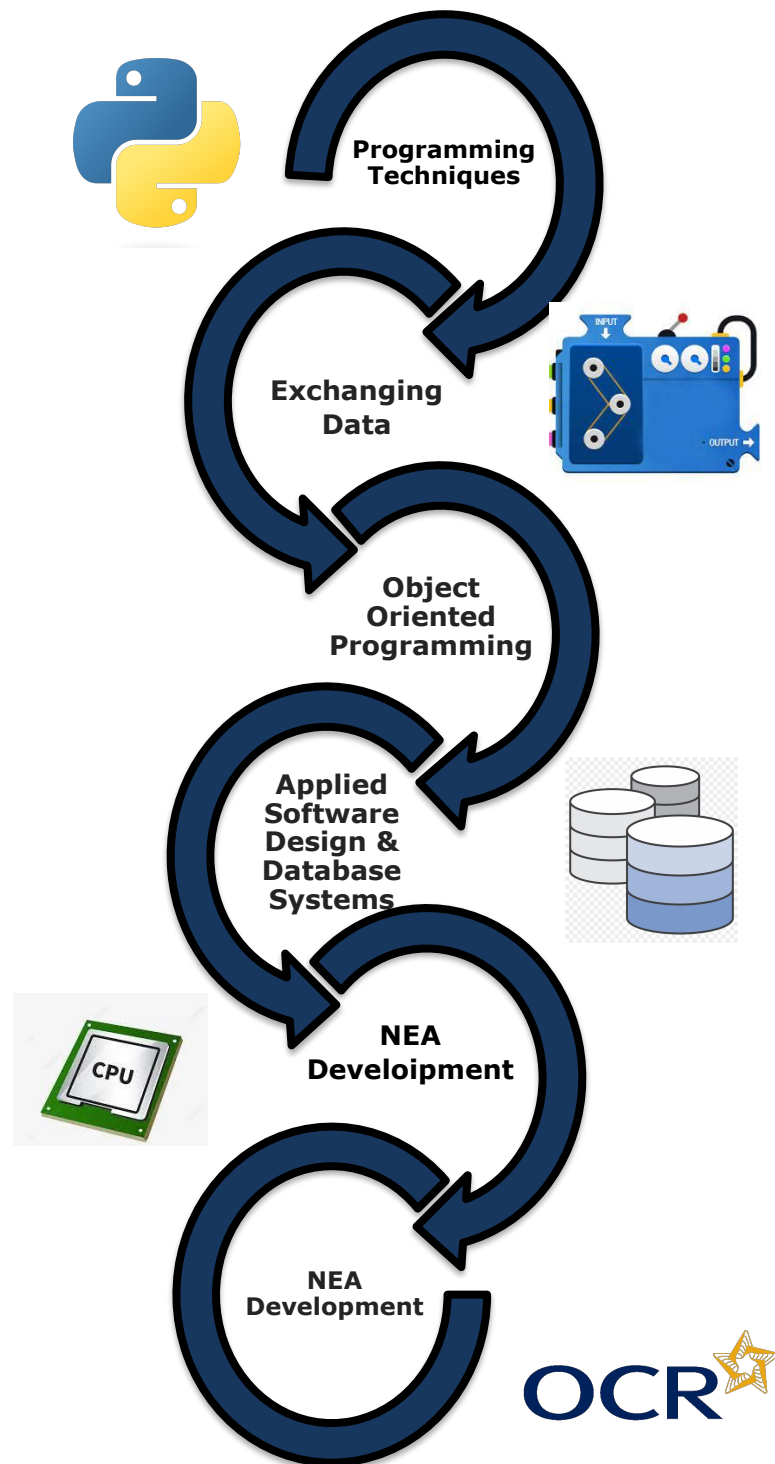 Programming
Techniques
INPUT
Exchanging
Data
OUTPUT
Object
Oriented
Programming
Applied
Software
Design &
Database
Systems
CPU
NEA
Develoipment
NEA
Development
OCR